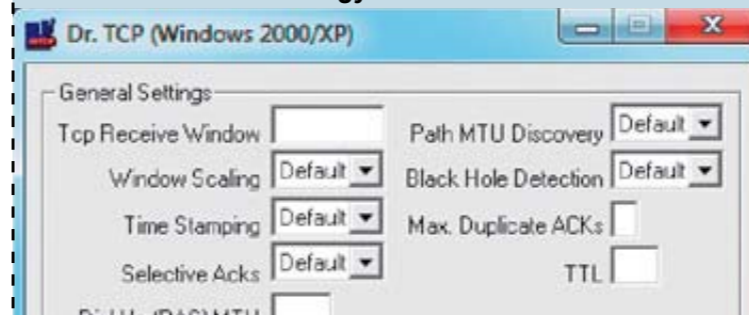 Dr. TCP (Windows 2000/XP)
General Settings
Tcp Receive Window
Path MTU Discovery Default
Window Scaling Default
Black Hole Detection Default
Time Stamping Default
Max. Duplicate ACKs
Selective Acks Default
TTL
MTU